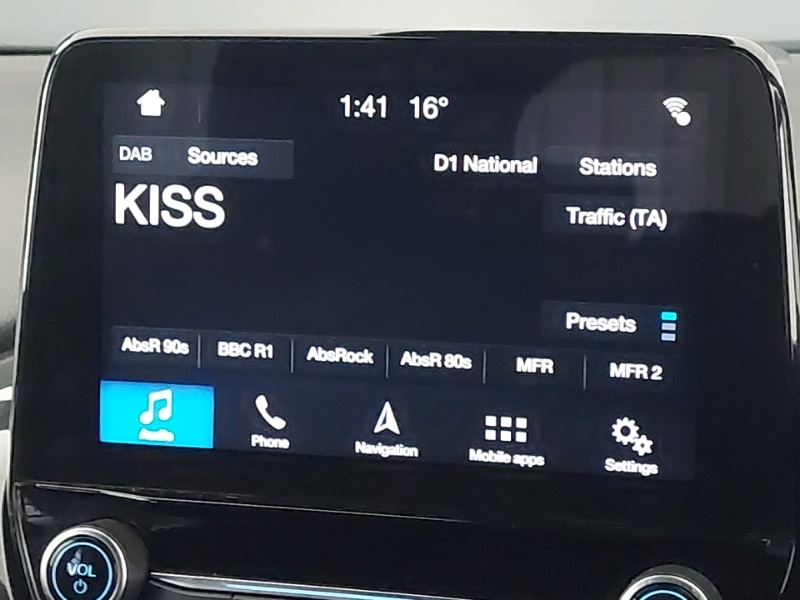 1:41 16°
DAB Sources D1 National Stations
KISS
Traffic (TA)
Presets
AbsR 90s BBC R1 AbsRock AbsR 80s MFR MFR 2
Audio Phone Navigation Mobile apps Settings
VOL